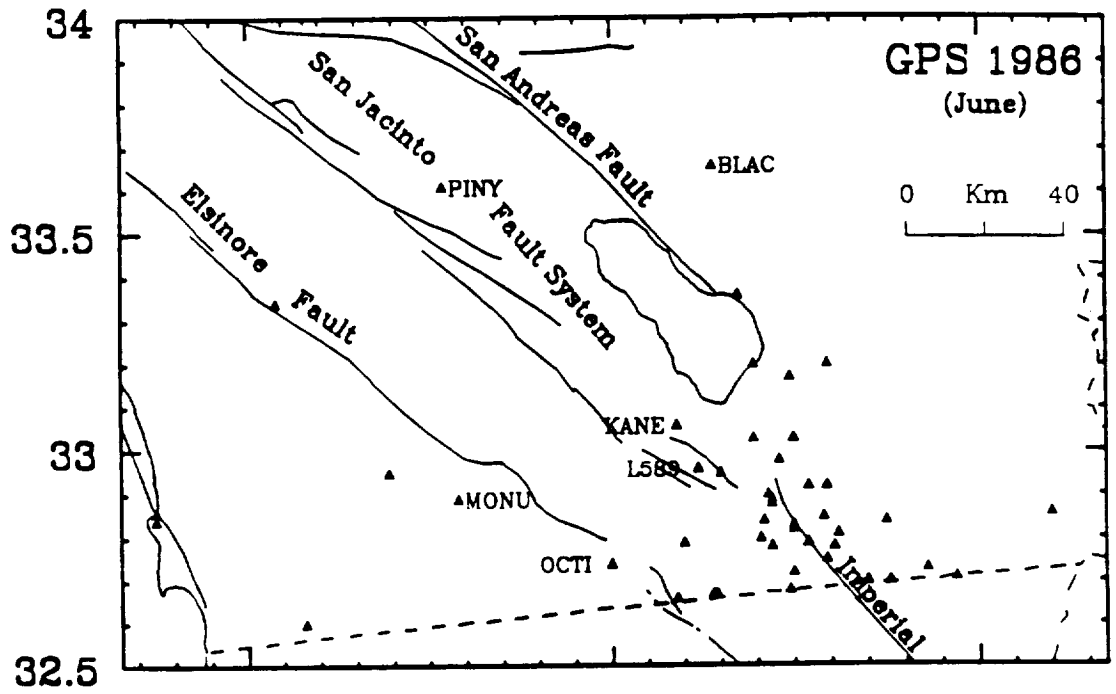 34
GPS 1986
(June)
San Andreas Fault
San Jacinto
Fault System
BLAC
PINY
0 Km 40
Elsinore
Fault
33.5
KANE
33
L589
MONU
OCTI
Imperial
32.5